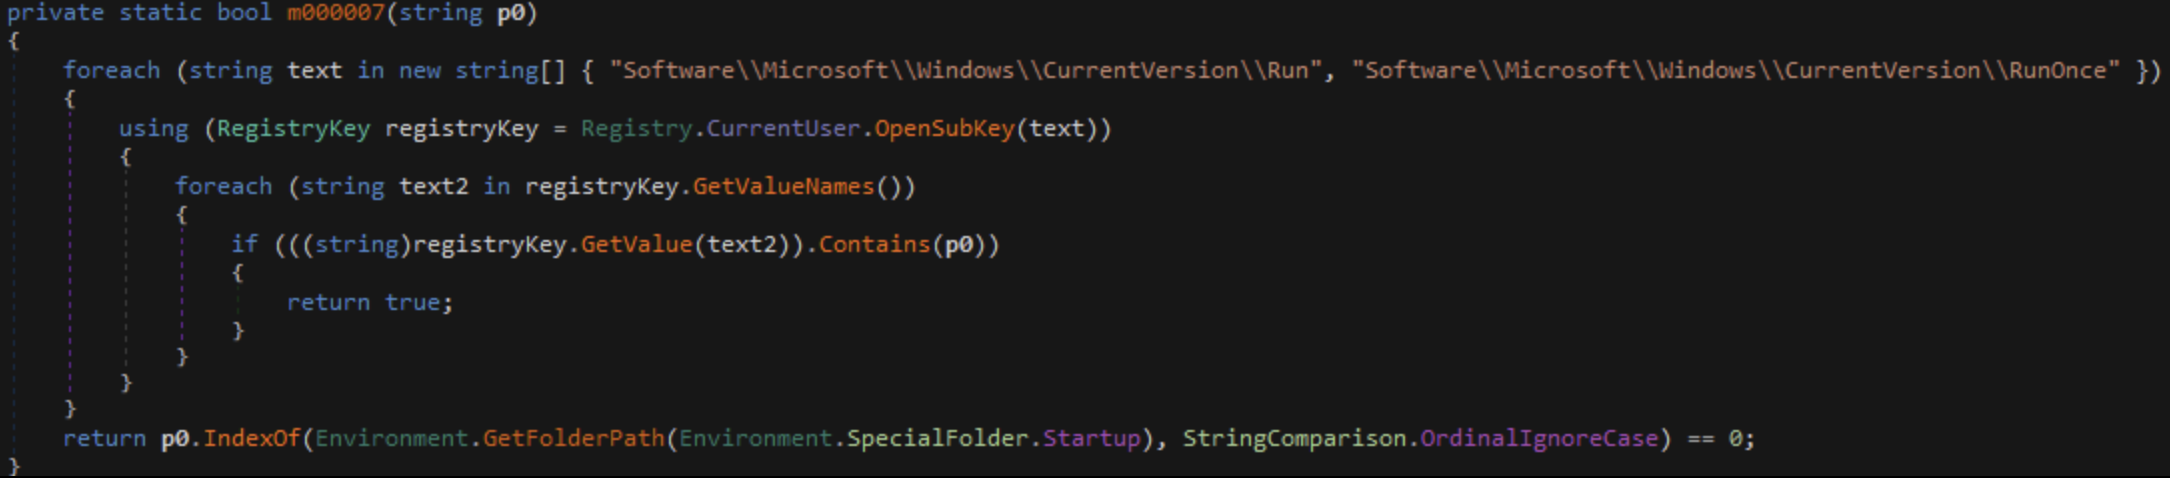 private static bool m000007(string p0)
{
    foreach (string text in new string[] { "Software\\Microsoft\\Windows\\CurrentVersion\\Run", "Software\\Microsoft\\Windows\\CurrentVersion\\RunOnce" })
    {
        using (RegistryKey registryKey = Registry.CurrentUser.OpenSubKey(text))
        {
            foreach (string text2 in registryKey.GetValueNames())
            {
                if (((string)registryKey.GetValue(text2)).Contains(p0))
                {
                    return true;
                }
            }
        }
    }
    return p0.IndexOf(Environment.GetFolderPath(Environment.SpecialFolder.Startup), StringComparison.OrdinalIgnoreCase) == 0;
}